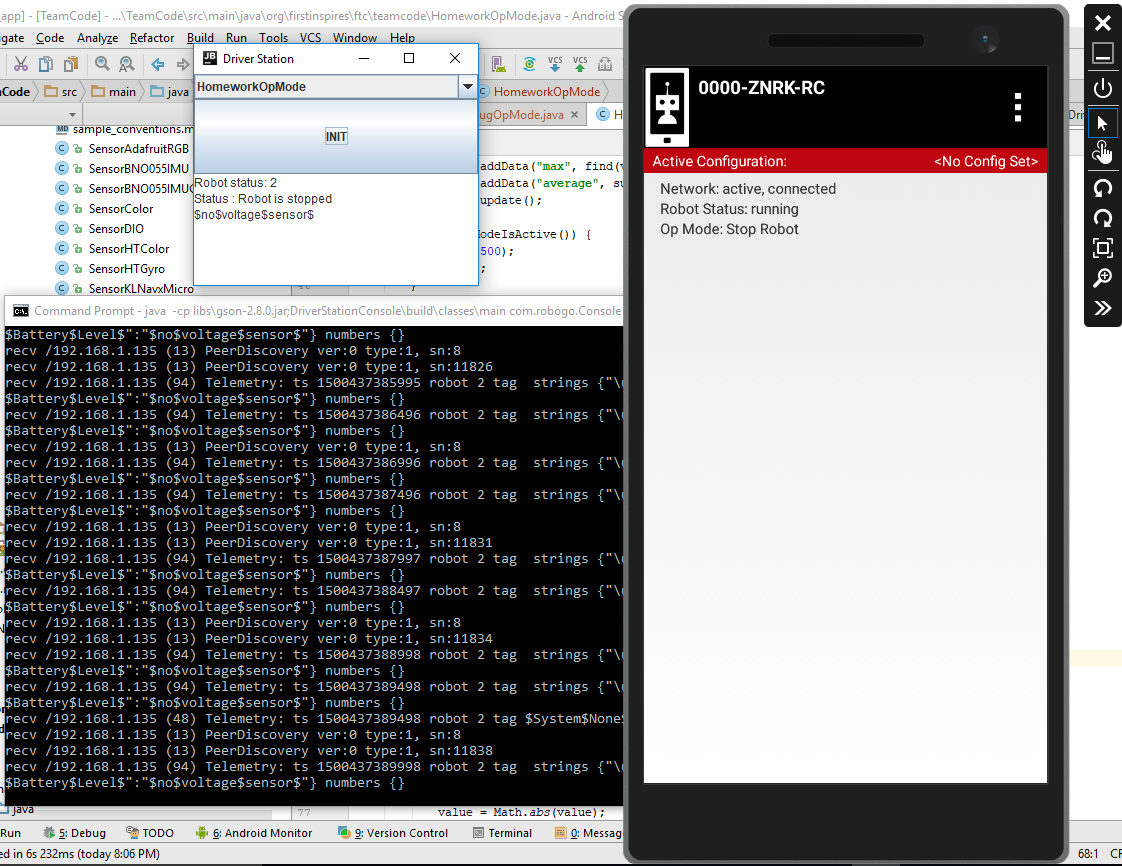 _app] - [TeamCode] - ...\TeamCode\src\main\java\org\firstinspires\ftc\teamcode\HomeworkOpMode.java - Android S
igate Code Analyze Refactor Build Run Tools VCS Window Help
VCS VCS
Code src main java HomeworkOpMode
ugOpMode.java
sample_conventions.m
SensorAdafruitRGB
SensorBNO055IMU
SensorBNO055IMUC
SensorColor
SensorDIO
SensorHTColor
SensorHTGyro
SensorKLNavxMicro
addData("max", find(v
addData("average", su
update();
odeIsActive()) {
500);
;
}
JB Driver Station
HomeworkOpMode
INIT
Robot status: 2
Status : Robot is stopped
$no$voltage$sensor$
Command Prompt - java -cp libs\gson-2.8.0.jar;DriverStationConsole\build\classes\main com.robogo.Console
$Battery$Level$":"$no$voltage$sensor$"} numbers {}
recv /192.168.1.135 (13) PeerDiscovery ver:0 type:1, sn:8
recv /192.168.1.135 (13) PeerDiscovery ver:0 type:1, sn:11826
recv /192.168.1.135 (94) Telemetry: ts 1500437385995 robot 2 tag  strings {"\u
$Battery$Level$":"$no$voltage$sensor$"} numbers {}
recv /192.168.1.135 (94) Telemetry: ts 1500437386496 robot 2 tag  strings {"\u
$Battery$Level$":"$no$voltage$sensor$"} numbers {}
recv /192.168.1.135 (13) PeerDiscovery ver:0 type:1, sn:8
recv /192.168.1.135 (94) Telemetry: ts 1500437386996 robot 2 tag  strings {"\u
$Battery$Level$":"$no$voltage$sensor$"} numbers {}
recv /192.168.1.135 (94) Telemetry: ts 1500437387496 robot 2 tag  strings {"\u
$Battery$Level$":"$no$voltage$sensor$"} numbers {}
recv /192.168.1.135 (13) PeerDiscovery ver:0 type:1, sn:8
recv /192.168.1.135 (13) PeerDiscovery ver:0 type:1, sn:11831
recv /192.168.1.135 (94) Telemetry: ts 1500437387997 robot 2 tag  strings {"\u
$Battery$Level$":"$no$voltage$sensor$"} numbers {}
recv /192.168.1.135 (94) Telemetry: ts 1500437388497 robot 2 tag  strings {"\u
$Battery$Level$":"$no$voltage$sensor$"} numbers {}
recv /192.168.1.135 (13) PeerDiscovery ver:0 type:1, sn:8
recv /192.168.1.135 (13) PeerDiscovery ver:0 type:1, sn:11834
recv /192.168.1.135 (94) Telemetry: ts 1500437388998 robot 2 tag  strings {"\u
$Battery$Level$":"$no$voltage$sensor$"} numbers {}
recv /192.168.1.135 (94) Telemetry: ts 1500437389498 robot 2 tag  strings {"\u
$Battery$Level$":"$no$voltage$sensor$"} numbers {}
recv /192.168.1.135 (48) Telemetry: ts 1500437389498 robot 2 tag $System$None$
recv /192.168.1.135 (13) PeerDiscovery ver:0 type:1, sn:8
recv /192.168.1.135 (13) PeerDiscovery ver:0 type:1, sn:11838
recv /192.168.1.135 (94) Telemetry: ts 1500437389998 robot 2 tag  strings {"\u
$Battery$Level$":"$no$voltage$sensor$"} numbers {}
java
77 value = Math.abs(value);
Run 5: Debug TODO 6: Android Monitor 9: Version Control Terminal 0: Messag
ed in 6s 232ms (today 8:06 PM)
68:1 CF
0000-ZNRK-RC
Active Configuration: <No Config Set>
Network: active, connected
Robot Status: running
Op Mode: Stop Robot
Dri